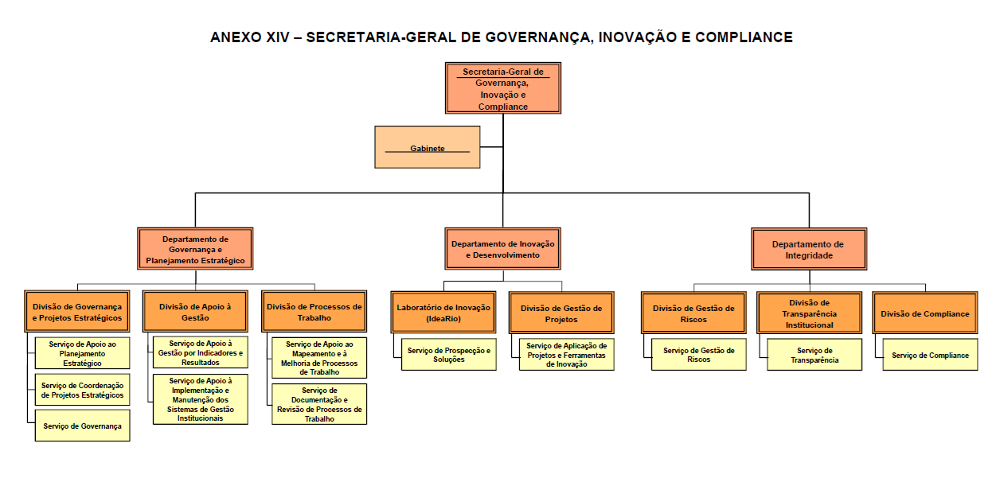 ANEXO XIV – SECRETARIA-GERAL DE GOVERNANÇA, INOVAÇÃO E COMPLIANCE
Secretaria-Geral de
Governança,
Inovação e
Compliance
Gabinete
Departamento de
Governança e
Planejamento Estratégico
Departamento de Inovação
e Desenvolvimento
Departamento de
Integridade
Divisão de Governança
e Projetos Estratégicos
Divisão de Apoio à
Gestão
Divisão de Processos de
Trabalho
Laboratório de Inovação
(IdeaRio)
Divisão de Gestão de
Projetos
Divisão de Gestão de
Riscos
Divisão de
Transparência
Institucional
Divisão de Compliance
Serviço de Apoio ao
Planejamento
Estratégico
Serviço de Coordenação
de Projetos Estratégicos
Serviço de Governança
Serviço de Apoio à
Gestão por Indicadores e
Resultados
Serviço de Apoio à
Implementação e
Manutenção dos
Sistemas de Gestão
Institucionais
Serviço de Apoio ao
Mapeamento e à
Melhoria de Processos
de Trabalho
Serviço de
Documentação e
Revisão de Processos de
Trabalho
Serviço de Prospecção e
Soluções
Serviço de Aplicação de
Projetos e Ferramentas
de Inovação
Serviço de Gestão de
Riscos
Serviço de
Transparência
Serviço de Compliance